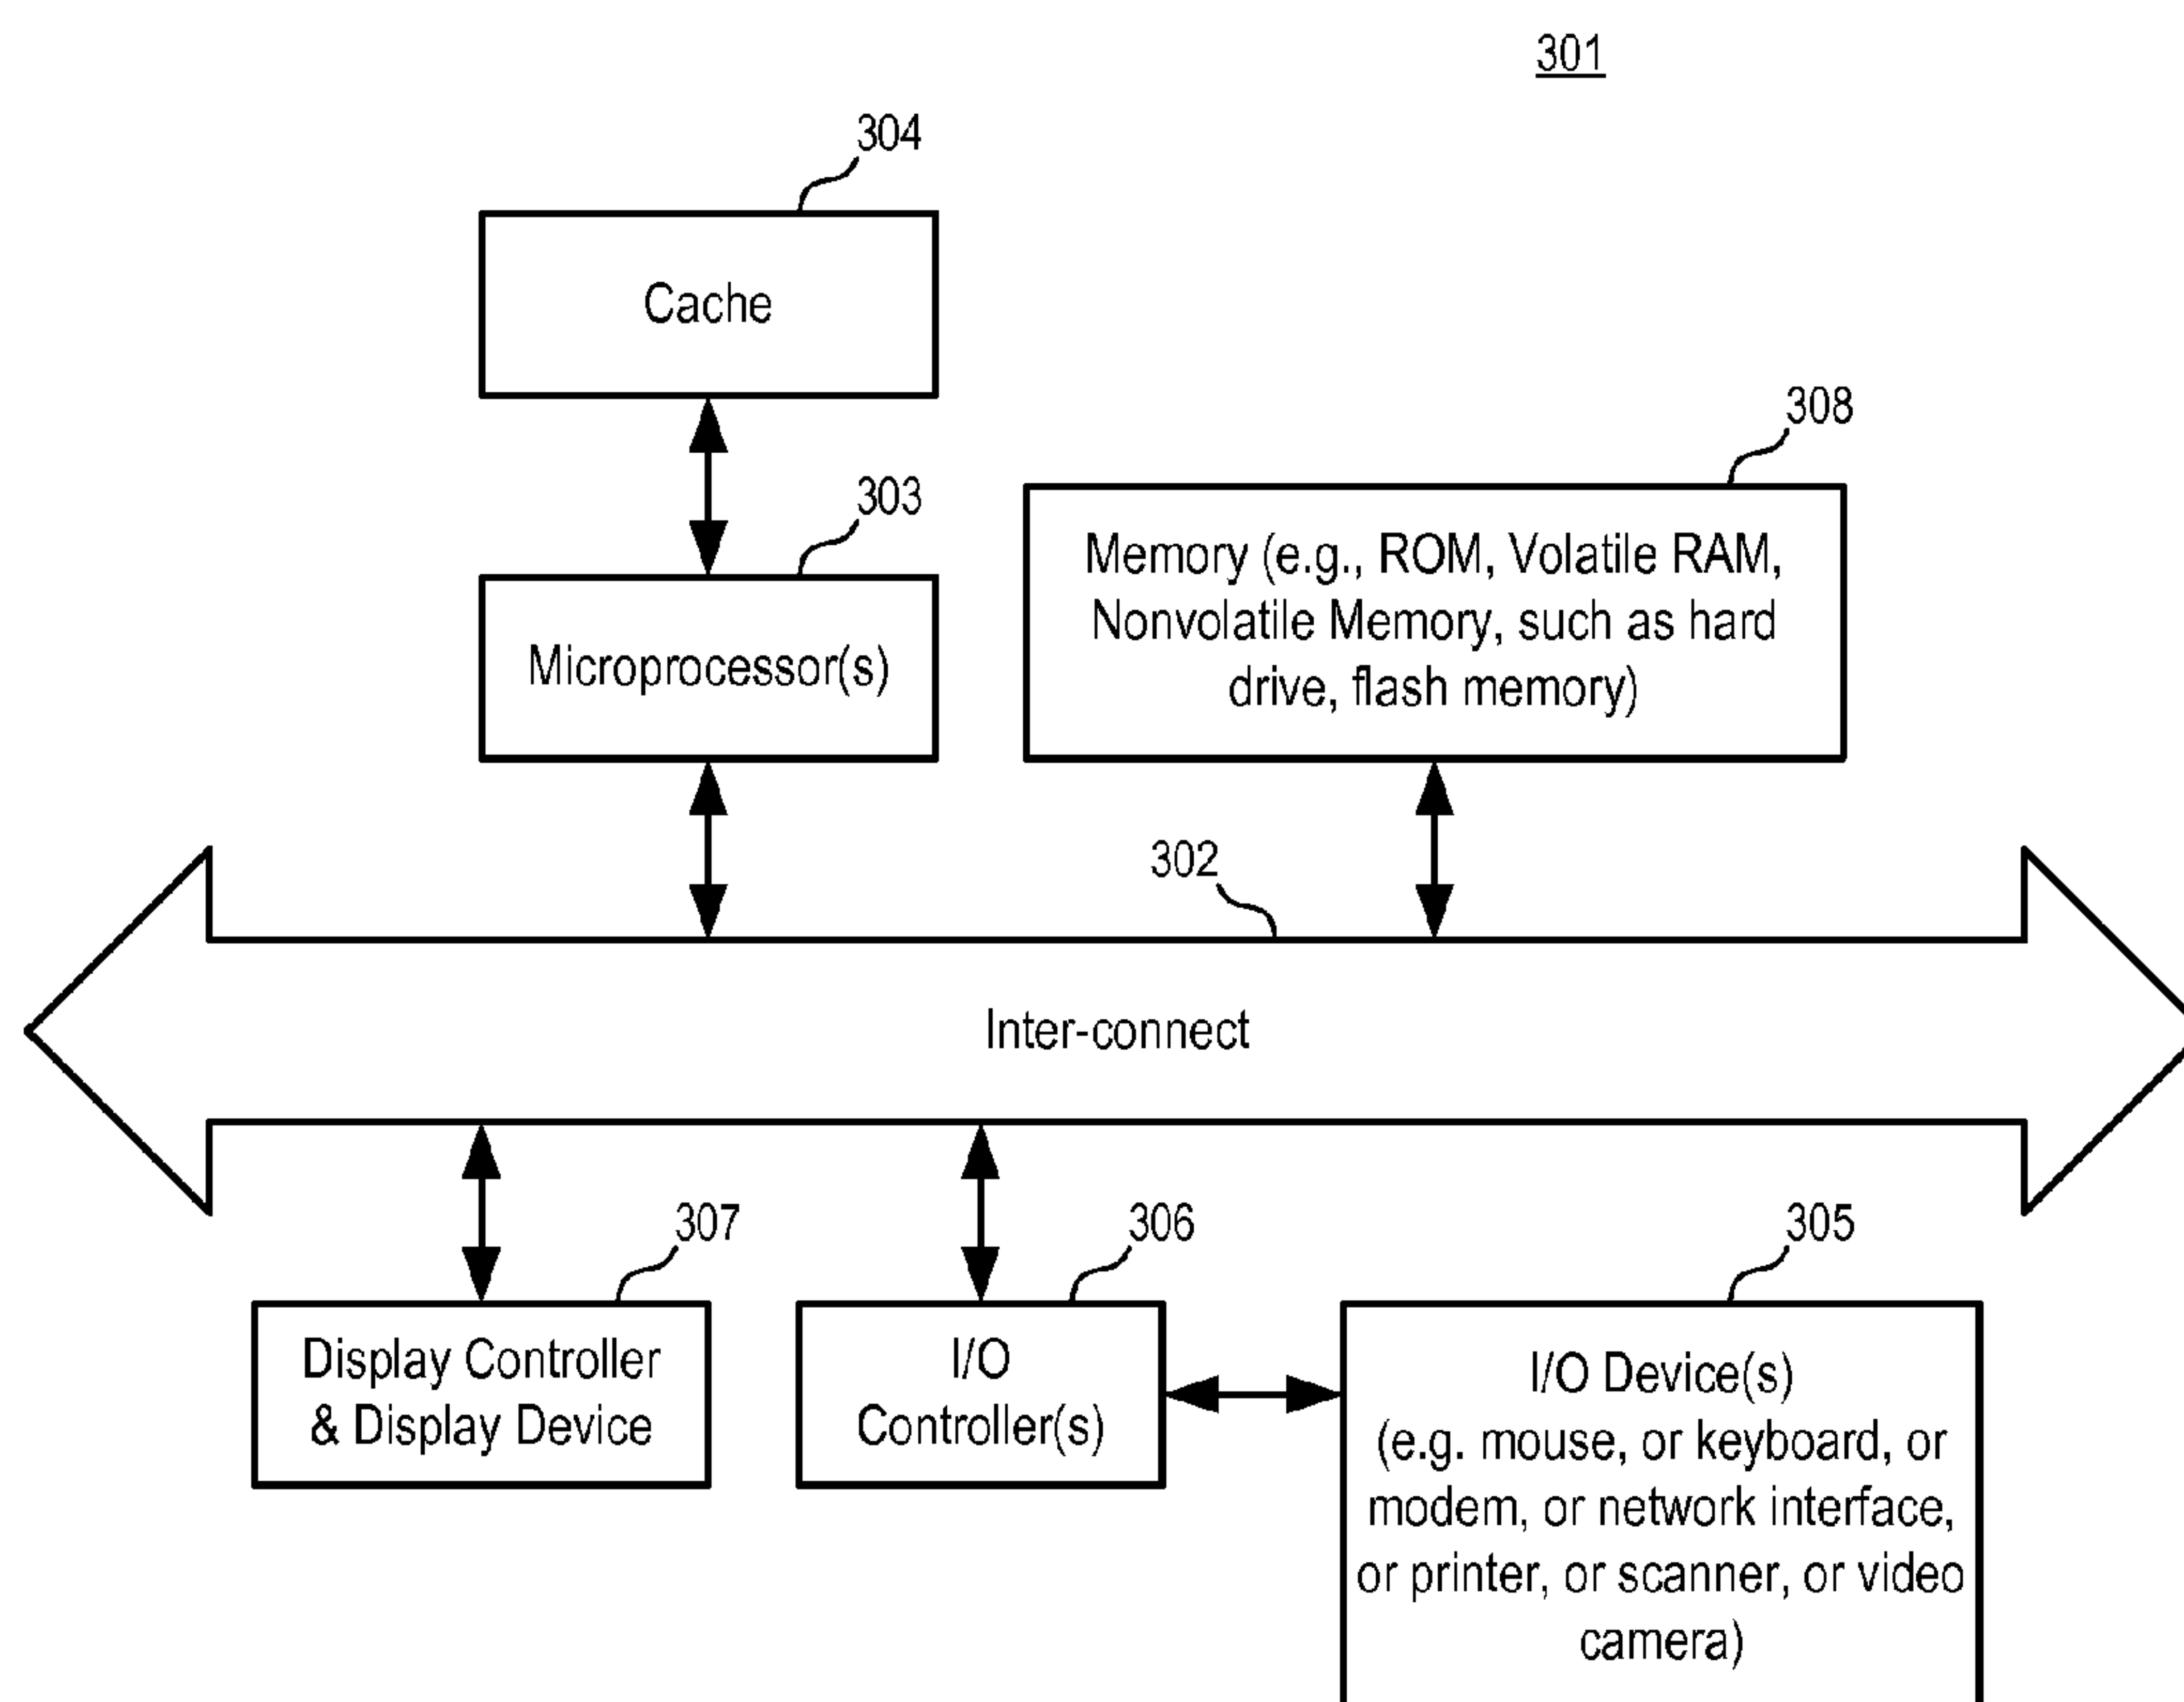 301
304
Cache
308
303
Memory (e.g., ROM, Volatile RAM,
Nonvolatile Memory, such as hard
drive, flash memory)
Microprocessor(s)
302
Inter-connect
307
306
305
Display Controller
& Display Device
I/O
Controller(s)
I/O Device(s)
(e.g. mouse, or keyboard, or
modem, or network interface,
or printer, or scanner, or video
camera)